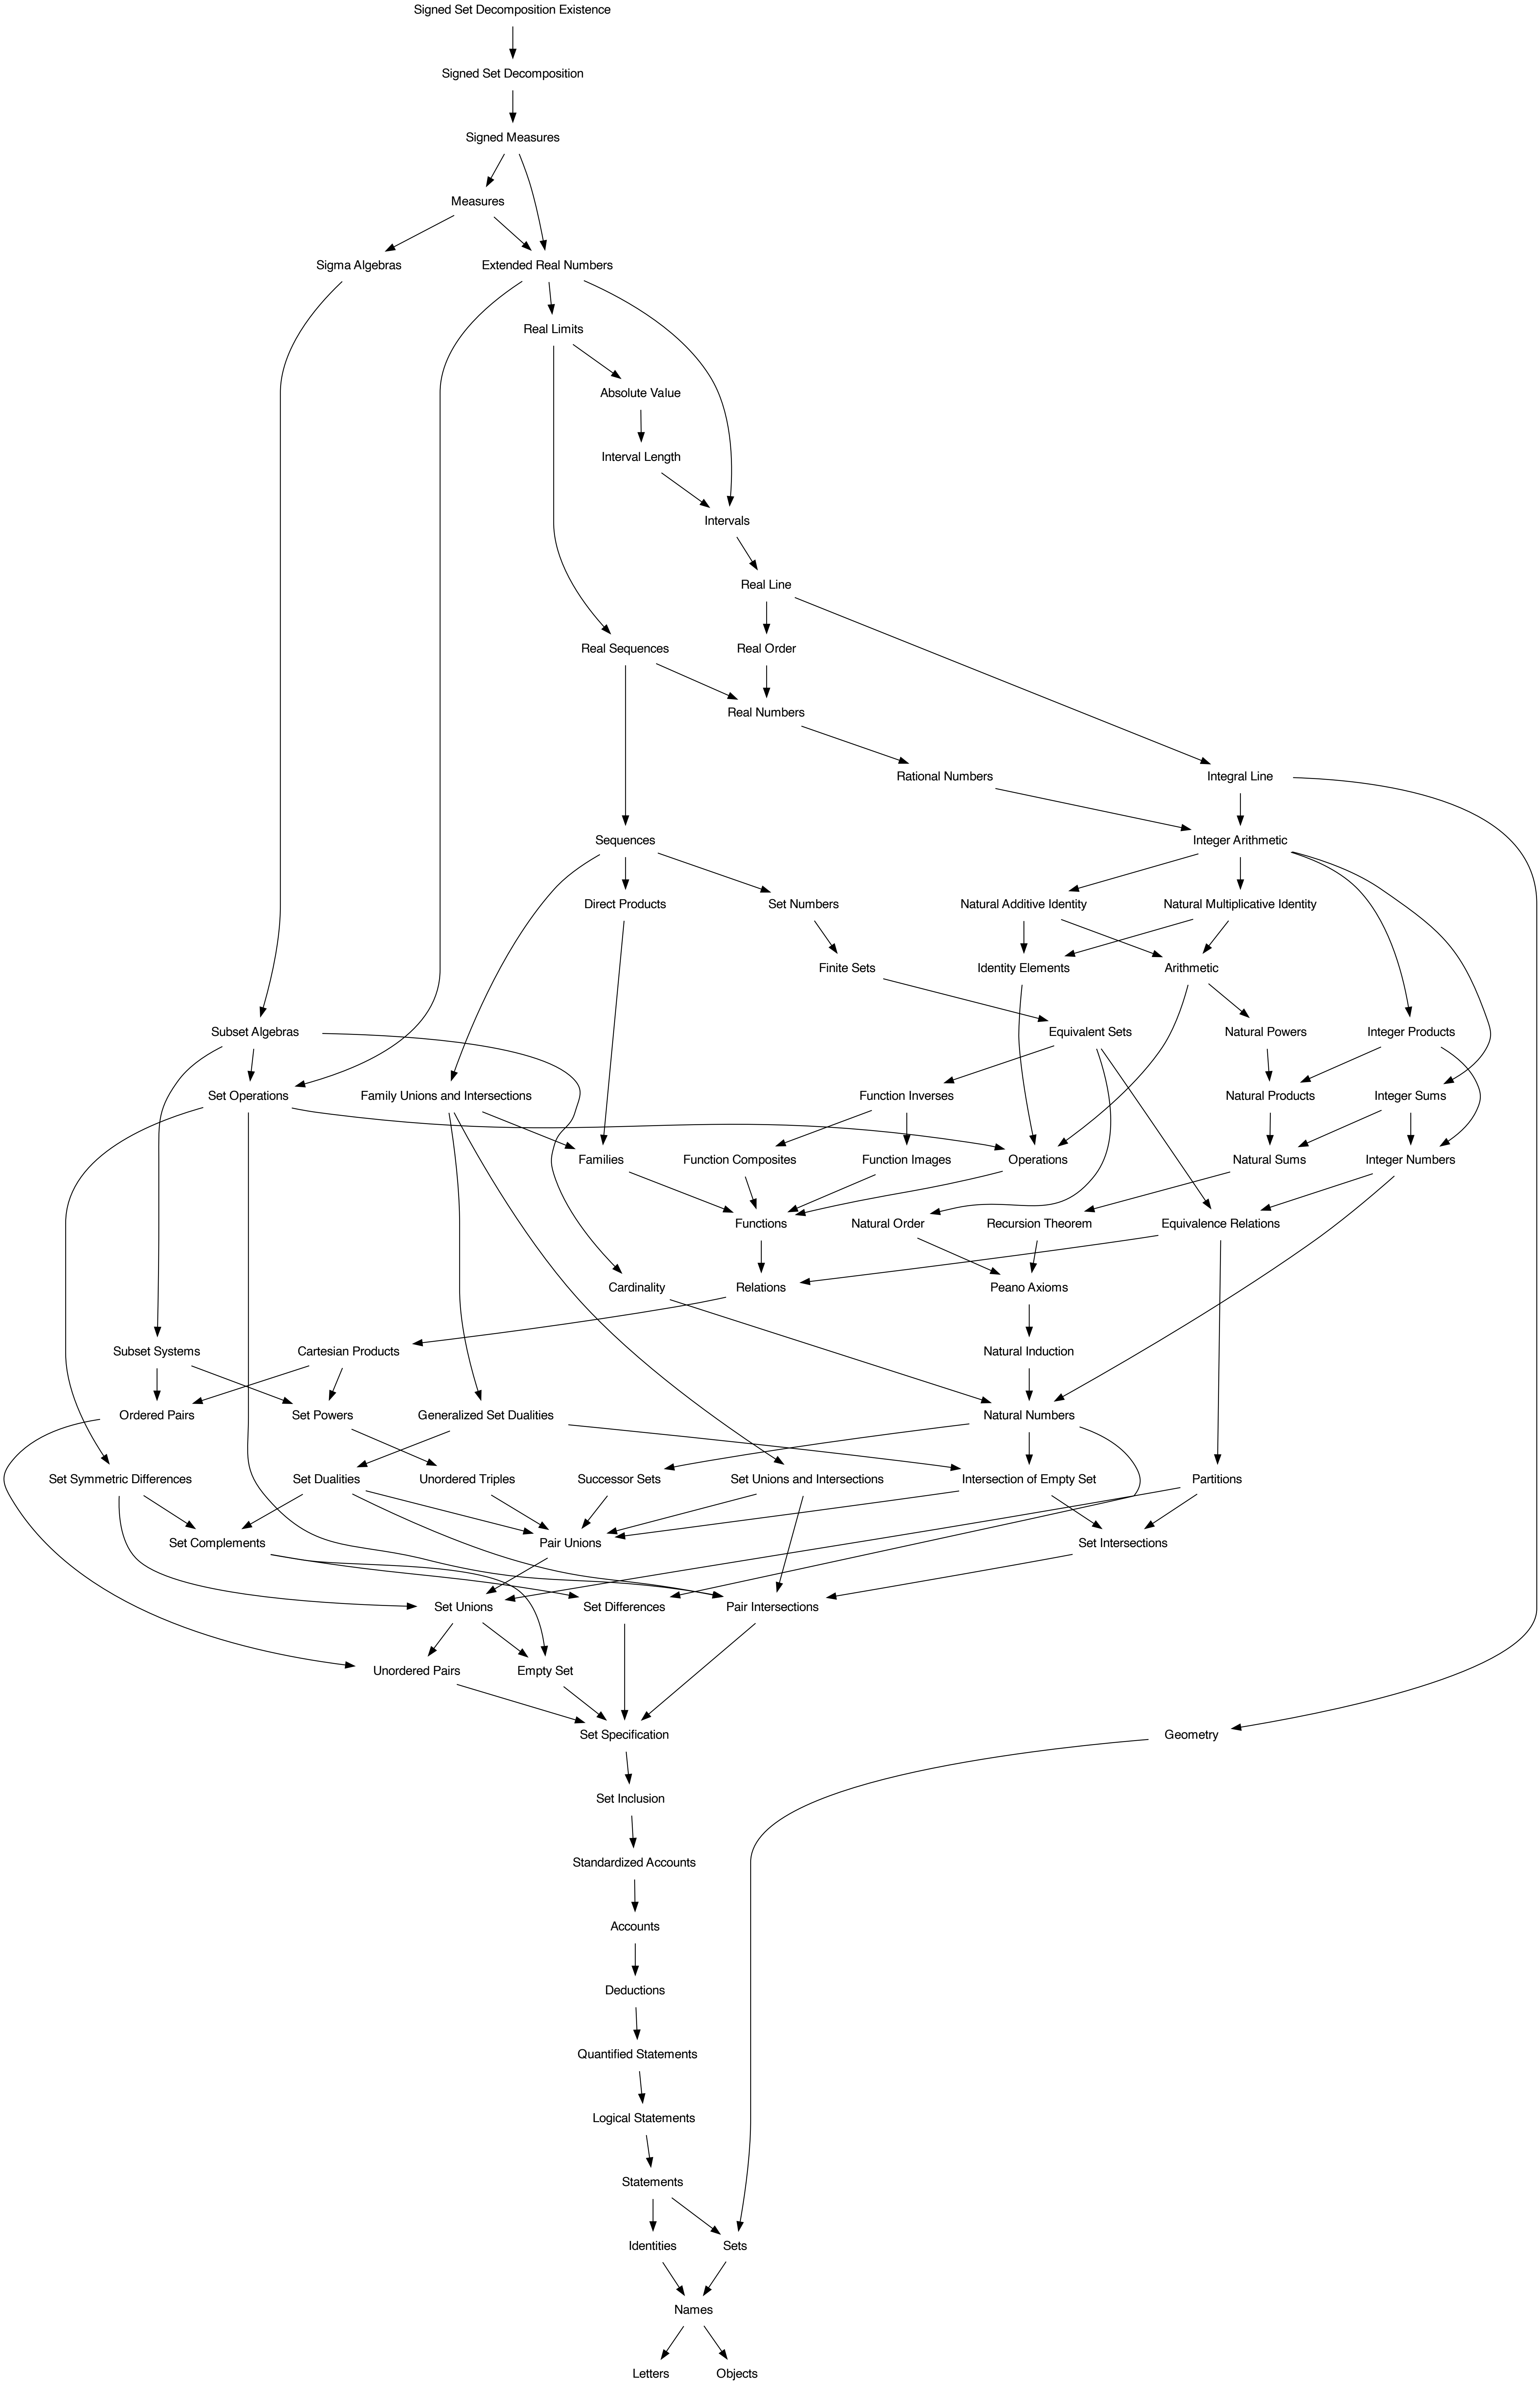 Signed Set Decomposition Existence
Signed Set Decomposition
Signed Measures
Measures
Sigma Algebras
Extended Real Numbers
Real Limits
Absolute Value
Interval Length
Intervals
Real Line
Real Sequences
Real Order
Real Numbers
Rational Numbers
Integral Line
Sequences
Integer Arithmetic
Direct Products
Set Numbers
Natural Additive Identity
Natural Multiplicative Identity
Finite Sets
Identity Elements
Arithmetic
Subset Algebras
Equivalent Sets
Natural Powers
Integer Products
Set Operations
Family Unions and Intersections
Function Inverses
Natural Products
Integer Sums
Families
Function Composites
Function Images
Operations
Natural Sums
Integer Numbers
Functions
Natural Order
Recursion Theorem
Equivalence Relations
Cardinality
Relations
Peano Axioms
Subset Systems
Cartesian Products
Natural Induction
Ordered Pairs
Set Powers
Generalized Set Dualities
Natural Numbers
Set Symmetric Differences
Set Dualities
Unordered Triples
Successor Sets
Set Unions and Intersections
Intersection of Empty Set
Partitions
Set Complements
Pair Unions
Set Intersections
Set Unions
Set Differences
Pair Intersections
Unordered Pairs
Empty Set
Set Specification
Geometry
Set Inclusion
Standardized Accounts
Accounts
Deductions
Quantified Statements
Logical Statements
Statements
Identities
Sets
Names
Letters
Objects